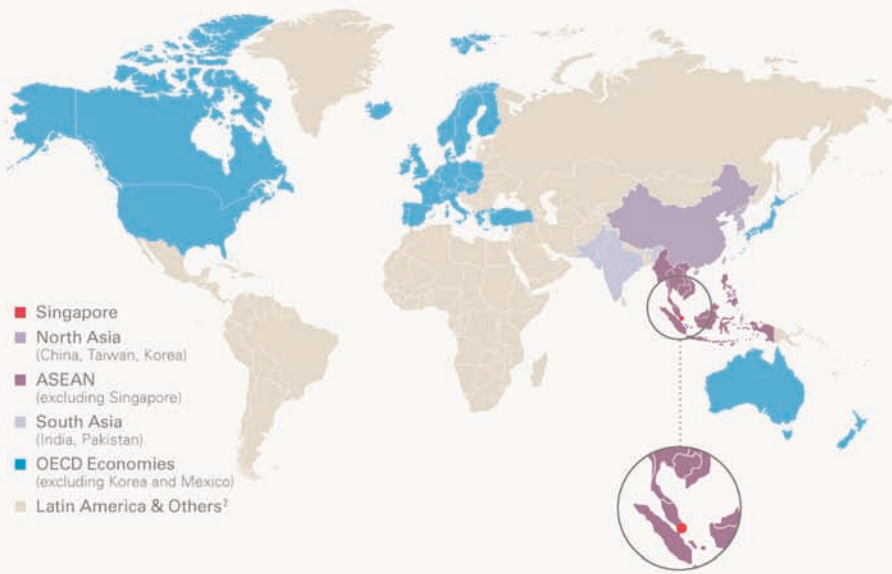 Singapore
North Asia
(China, Taiwan, Korea)
ASEAN
(excluding Singapore)
South Asia
(India, Pakistan)
OECD Economies
(excluding Korea and Mexico)
Latin America & Others²